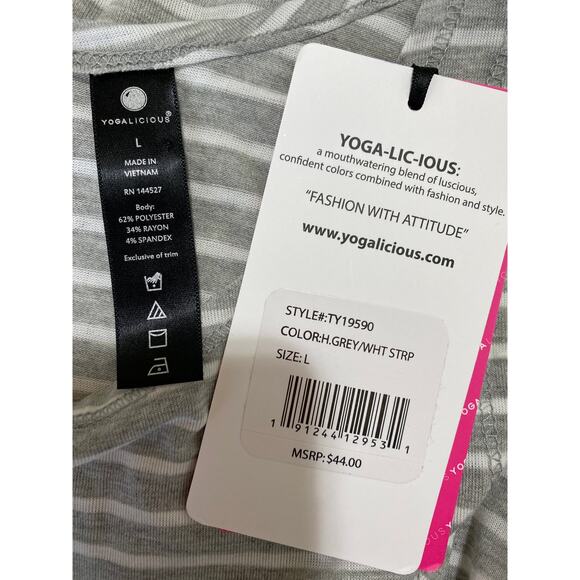 YOGALICIOUS®
L
MADE IN
VIETNAM
RN 144527
Body:
62% POLYESTER
34% RAYON
4% SPANDEX
Exclusive of trim
YOGA-LIC-IOUS:
a mouthwatering blend of luscious,
confident colors combined with fashion and style.
"FASHION WITH ATTITUDE"
www.yogalicious.com
STYLE#:TY19590
COLOR:H.GREY/WHT STRP
SIZE: L
1 91244 12953 1
MSRP: $44.00